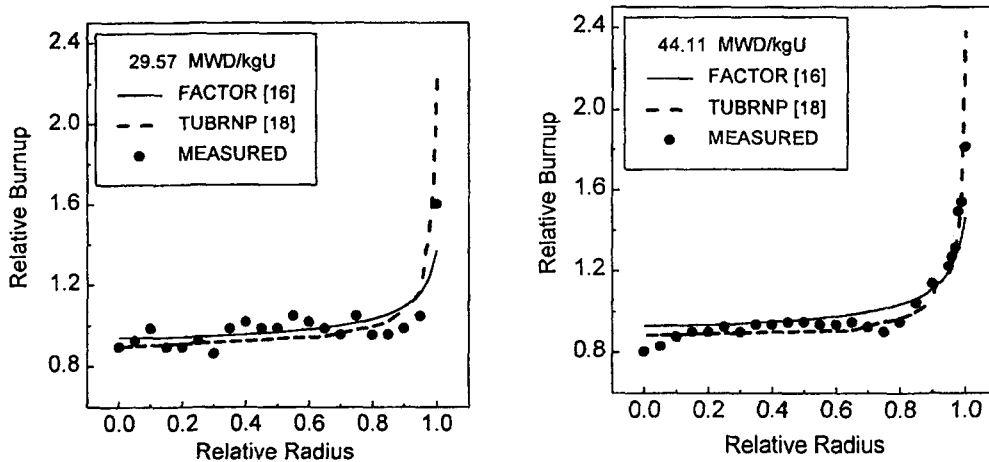 2.4
2.0
1.6
1.2
0.8
Relative Burnup
29.57 MWD/kgU
FACTOR [16]
TUBRNP [18]
MEASURED
0.0 0.2 0.4 0.6 0.8 1.0
Relative Radius
2.4
2.0
1.6
1.2
0.8
Relative Burnup
44.11 MWD/kgU
FACTOR [16]
TUBRNP [18]
MEASURED
0.0 0.2 0.4 0.6 0.8 1.0
Relative Radius